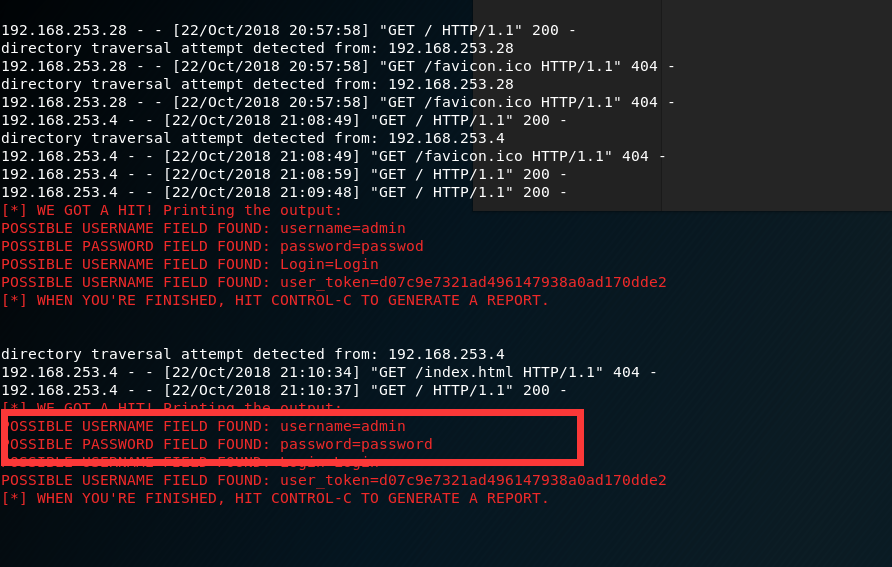 192.168.253.28 - - [22/Oct/2018 20:57:58] "GET / HTTP/1.1" 200 -
directory traversal attempt detected from: 192.168.253.28
192.168.253.28 - - [22/Oct/2018 20:57:58] "GET /favicon.ico HTTP/1.1" 404 -
directory traversal attempt detected from: 192.168.253.28
192.168.253.28 - - [22/Oct/2018 20:57:58] "GET /favicon.ico HTTP/1.1" 404 -
192.168.253.4 - - [22/Oct/2018 21:08:49] "GET / HTTP/1.1" 200 -
directory traversal attempt detected from: 192.168.253.4
192.168.253.4 - - [22/Oct/2018 21:08:49] "GET /favicon.ico HTTP/1.1" 404 -
192.168.253.4 - - [22/Oct/2018 21:08:59] "GET / HTTP/1.1" 200 -
192.168.253.4 - - [22/Oct/2018 21:09:48] "GET / HTTP/1.1" 200 -
[*] WE GOT A HIT! Printing the output:
POSSIBLE USERNAME FIELD FOUND: username=admin
POSSIBLE PASSWORD FIELD FOUND: password=passwod
POSSIBLE USERNAME FIELD FOUND: Login=Login
POSSIBLE USERNAME FIELD FOUND: user_token=d07c9e7321ad496147938a0ad170dde2
[*] WHEN YOU'RE FINISHED, HIT CONTROL-C TO GENERATE A REPORT.
directory traversal attempt detected from: 192.168.253.4
192.168.253.4 - - [22/Oct/2018 21:10:34] "GET /index.html HTTP/1.1" 404 -
192.168.253.4 - - [22/Oct/2018 21:10:37] "GET / HTTP/1.1" 200 -
[*] WE GOT A HIT! Printing the output:
POSSIBLE USERNAME FIELD FOUND: username=admin
POSSIBLE PASSWORD FIELD FOUND: password=password
POSSIBLE USERNAME FIELD FOUND: Login=Login
POSSIBLE USERNAME FIELD FOUND: user_token=d07c9e7321ad496147938a0ad170dde2
[*] WHEN YOU'RE FINISHED, HIT CONTROL-C TO GENERATE A REPORT.